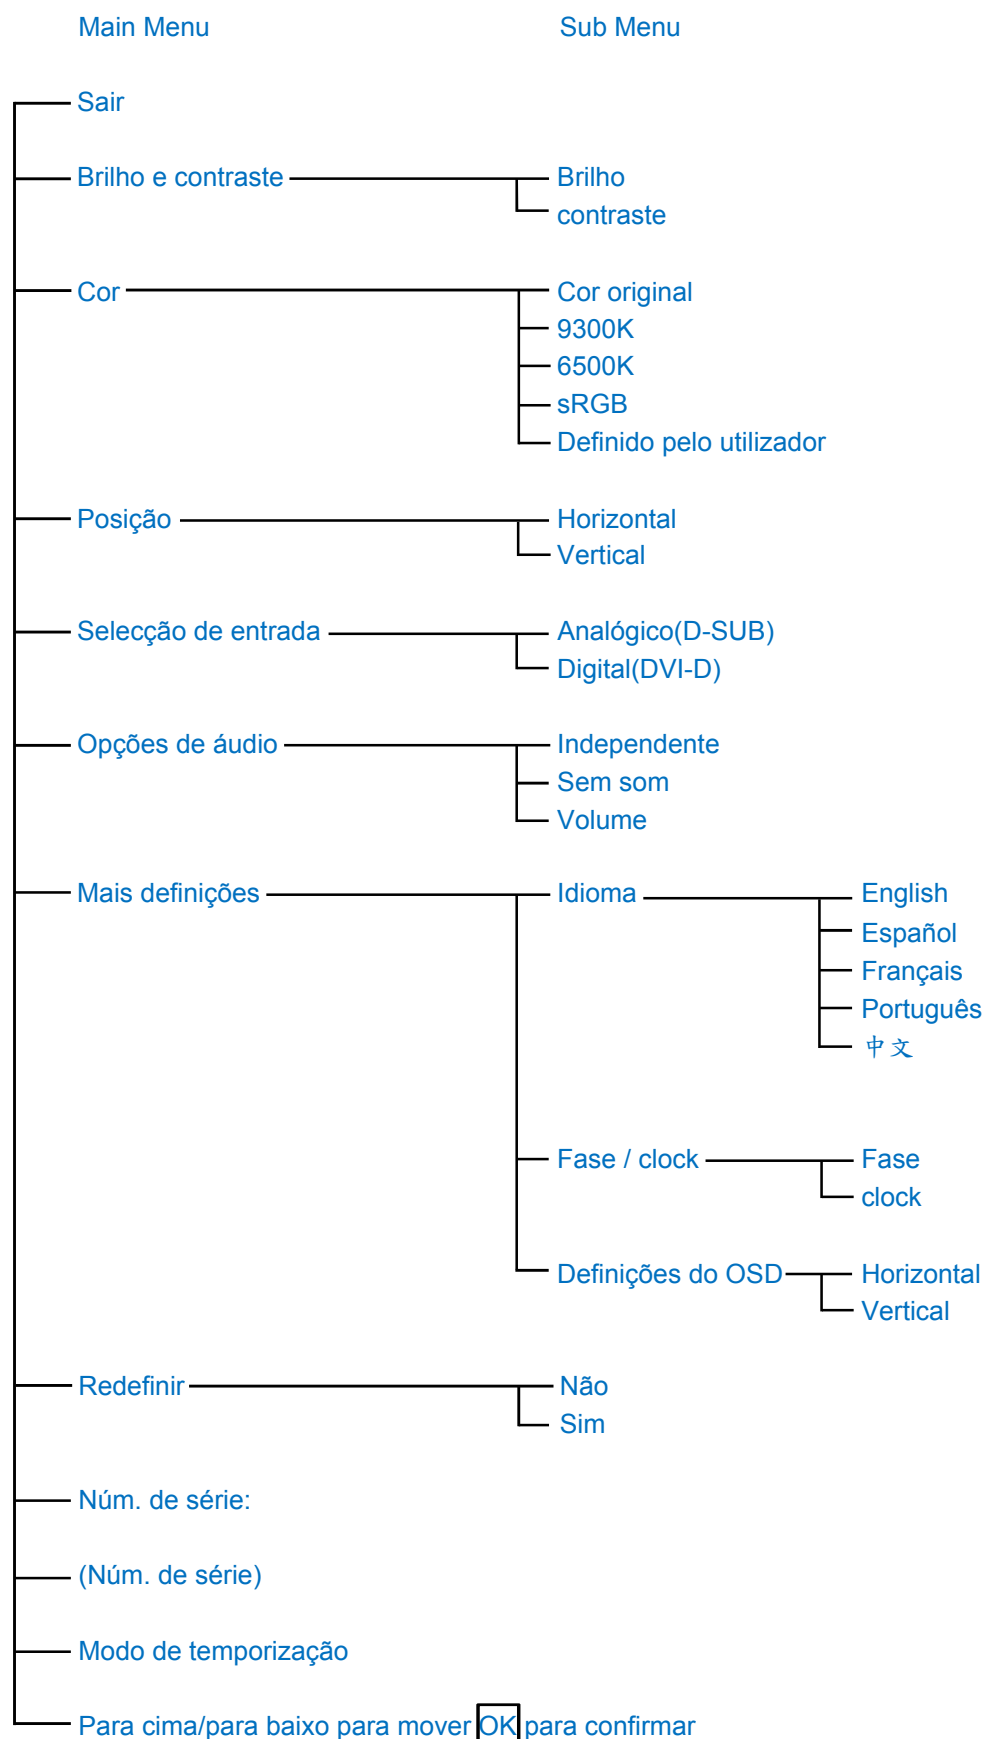 Main Menu Sub Menu
Sair
Brilho e contraste Brilho
contraste
Cor Cor original
9300K
6500K
sRGB
Definido pelo utilizador
Posição Horizontal
Vertical
Selecção de entrada Analógico(D-SUB)
Digital(DVI-D)
Opções de áudio Independente
Sem som
Volume
Mais definições Idioma English
Español
Français
Português
中文
Fase / clock Fase
clock
Definições do OSD Horizontal
Vertical
Redefinir Não
Sim
Núm. de série:
(Núm. de série)
Modo de temporização
Para cima/para baixo para mover OK para confirmar